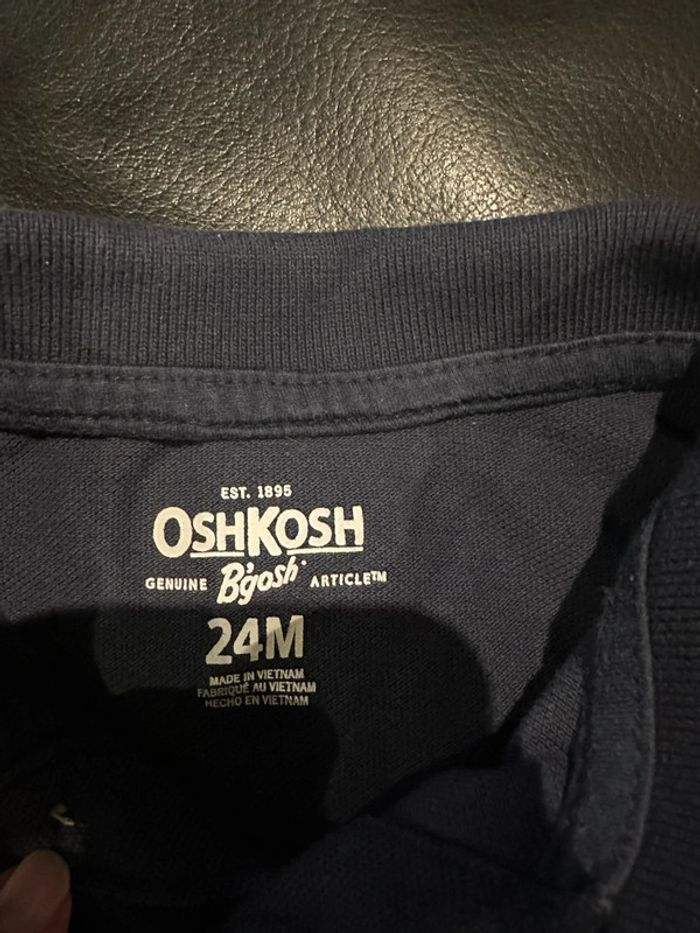 EST. 1895
OSHKOSH
GENUINE B'gosh ARTICLE™
24M
MADE IN VIETNAM
FABRIQUÉ AU VIETNAM
HECHO EN VIETNAM